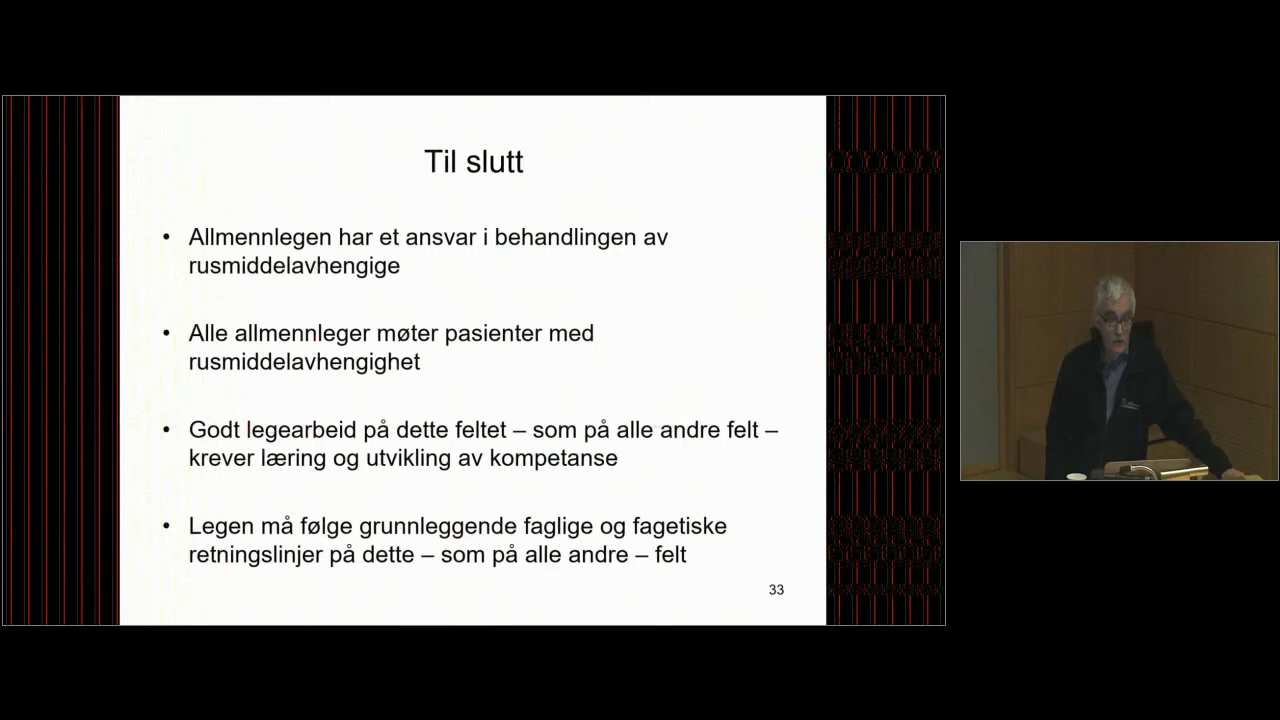 Til slutt
• Allmennlegen har et ansvar i behandlingen av
rusmiddelavhengige
• Alle allmennleger møter pasienter med
rusmiddelavhengighet
• Godt legearbeid på dette feltet – som på alle andre felt –
krever læring og utvikling av kompetanse
• Legen må følge grunnleggende faglige og fagetiske
retningslinjer på dette – som på alle andre – felt
33